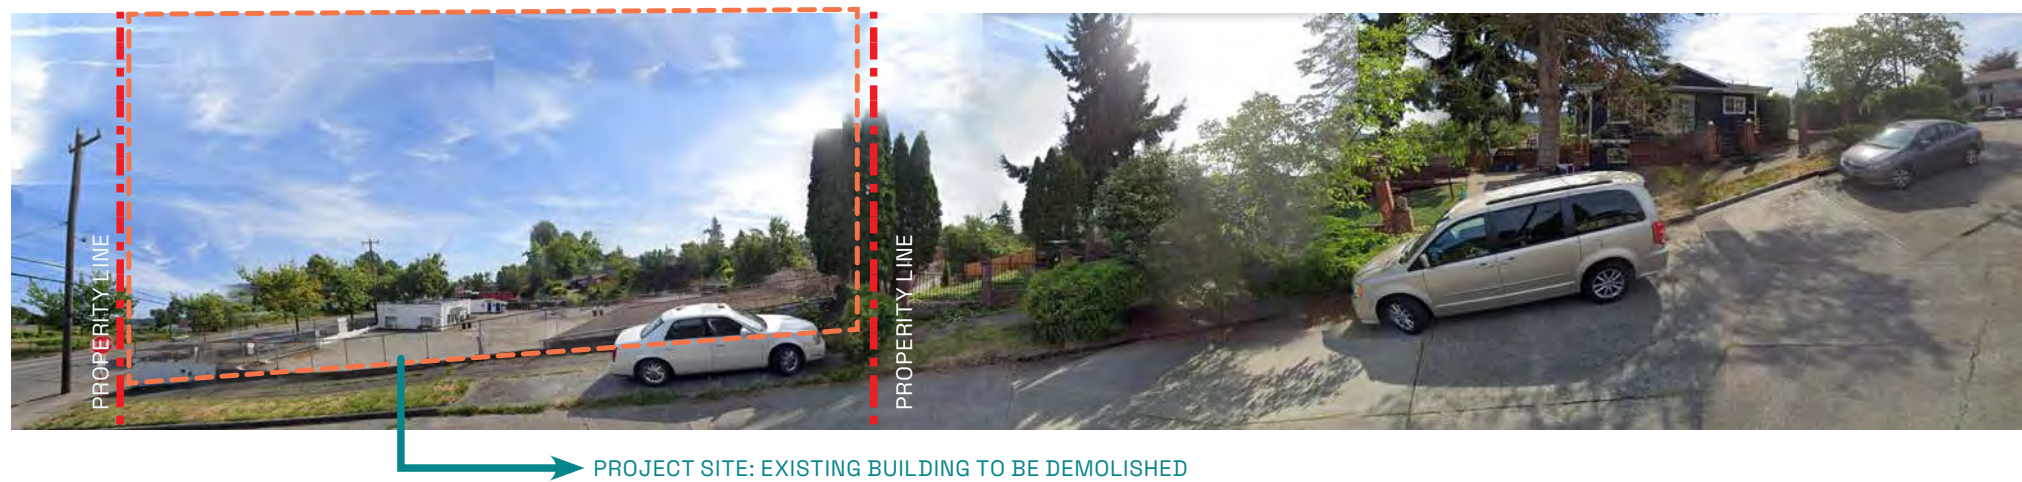 PROPERITY LINE
PROPERITY LINE
PROJECT SITE: EXISTING BUILDING TO BE DEMOLISHED